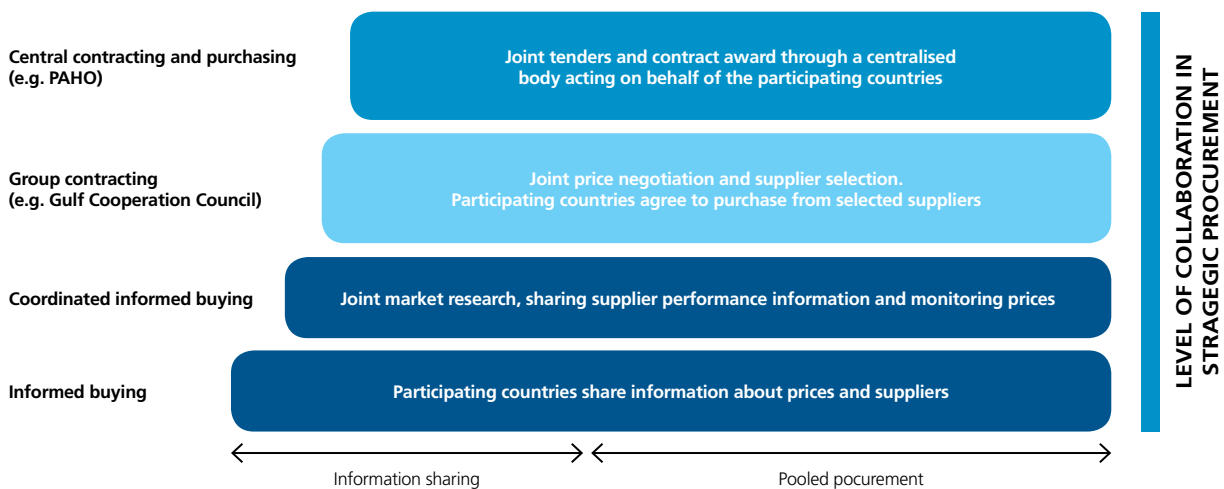 Central contracting and purchasing
(e.g. PAHO)
Joint tenders and contract award through a centralised
body acting on behalf of the participating countries
Group contracting
(e.g. Gulf Cooperation Council)
Joint price negotiation and supplier selection.
Participating countries agree to purchase from selected suppliers
Coordinated informed buying
Joint market research, sharing supplier performance information and monitoring prices
Informed buying
Participating countries share information about prices and suppliers
Information sharing
Pooled pocurement
LEVEL OF COLLABORATION IN
STRAGEGIC PROCUREMENT